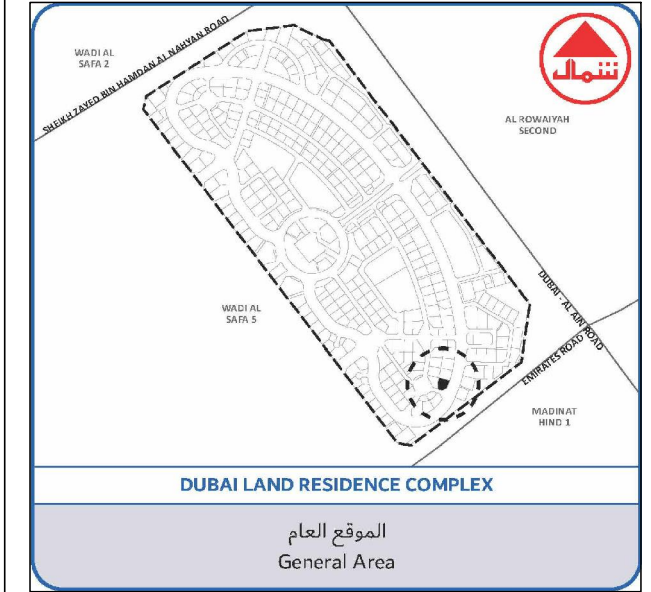 WADI AL
SAFA 2
SHEIKH ZAYED BIN HAMDAN AL NAHYAN ROAD
شمال
AL ROWAIYAH
SECOND
WADI AL
SAFA 5
DUBAI - AL AIN ROAD
EMIRATES ROAD
MADINAT
HIND 1
DUBAI LAND RESIDENCE COMPLEX
الموقع العام
General Area